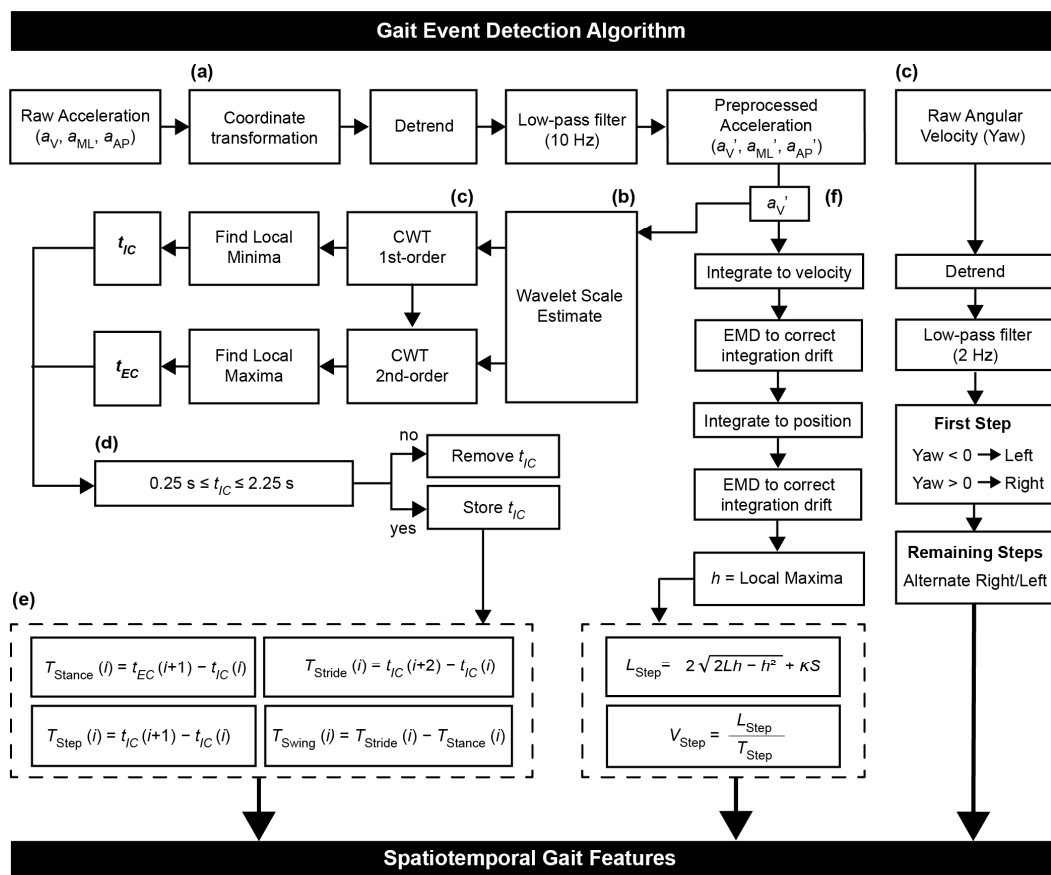 Gait Event Detection Algorithm
(a)
(c)
Raw Acceleration
(aV, aML, aAP)
Coordinate
transformation
Detrend
Low-pass filter
(10 Hz)
Preprocessed
Acceleration
(aV’, aML’, aAP’)
Raw Angular
Velocity (Yaw)
(c)
(b)
aV’
(f)
tIC
Find Local
Minima
CWT
1st-order
Wavelet Scale
Estimate
Integrate to velocity
Detrend
tEC
Find Local
Maxima
CWT
2nd-order
EMD to correct
integration drift
Low-pass filter
(2 Hz)
Integrate to position
First Step
Yaw < 0 → Left
Yaw > 0 → Right
(d)
0.25 s ≤ tIC ≤ 2.25 s
no
Remove tIC
yes
Store tIC
EMD to correct
integration drift
h = Local Maxima
Remaining Steps
Alternate Right/Left
(e)
TStance (i) = tEC (i+1) − tIC (i)
TStride (i) = tIC (i+2) − tIC (i)
TStep (i) = tIC (i+1) − tIC (i)
TSwing (i) = TStride (i) − TStance (i)
LStep = 2 √2Lh − h² + κS
VStep = LStep / TStep
Spatiotemporal Gait Features